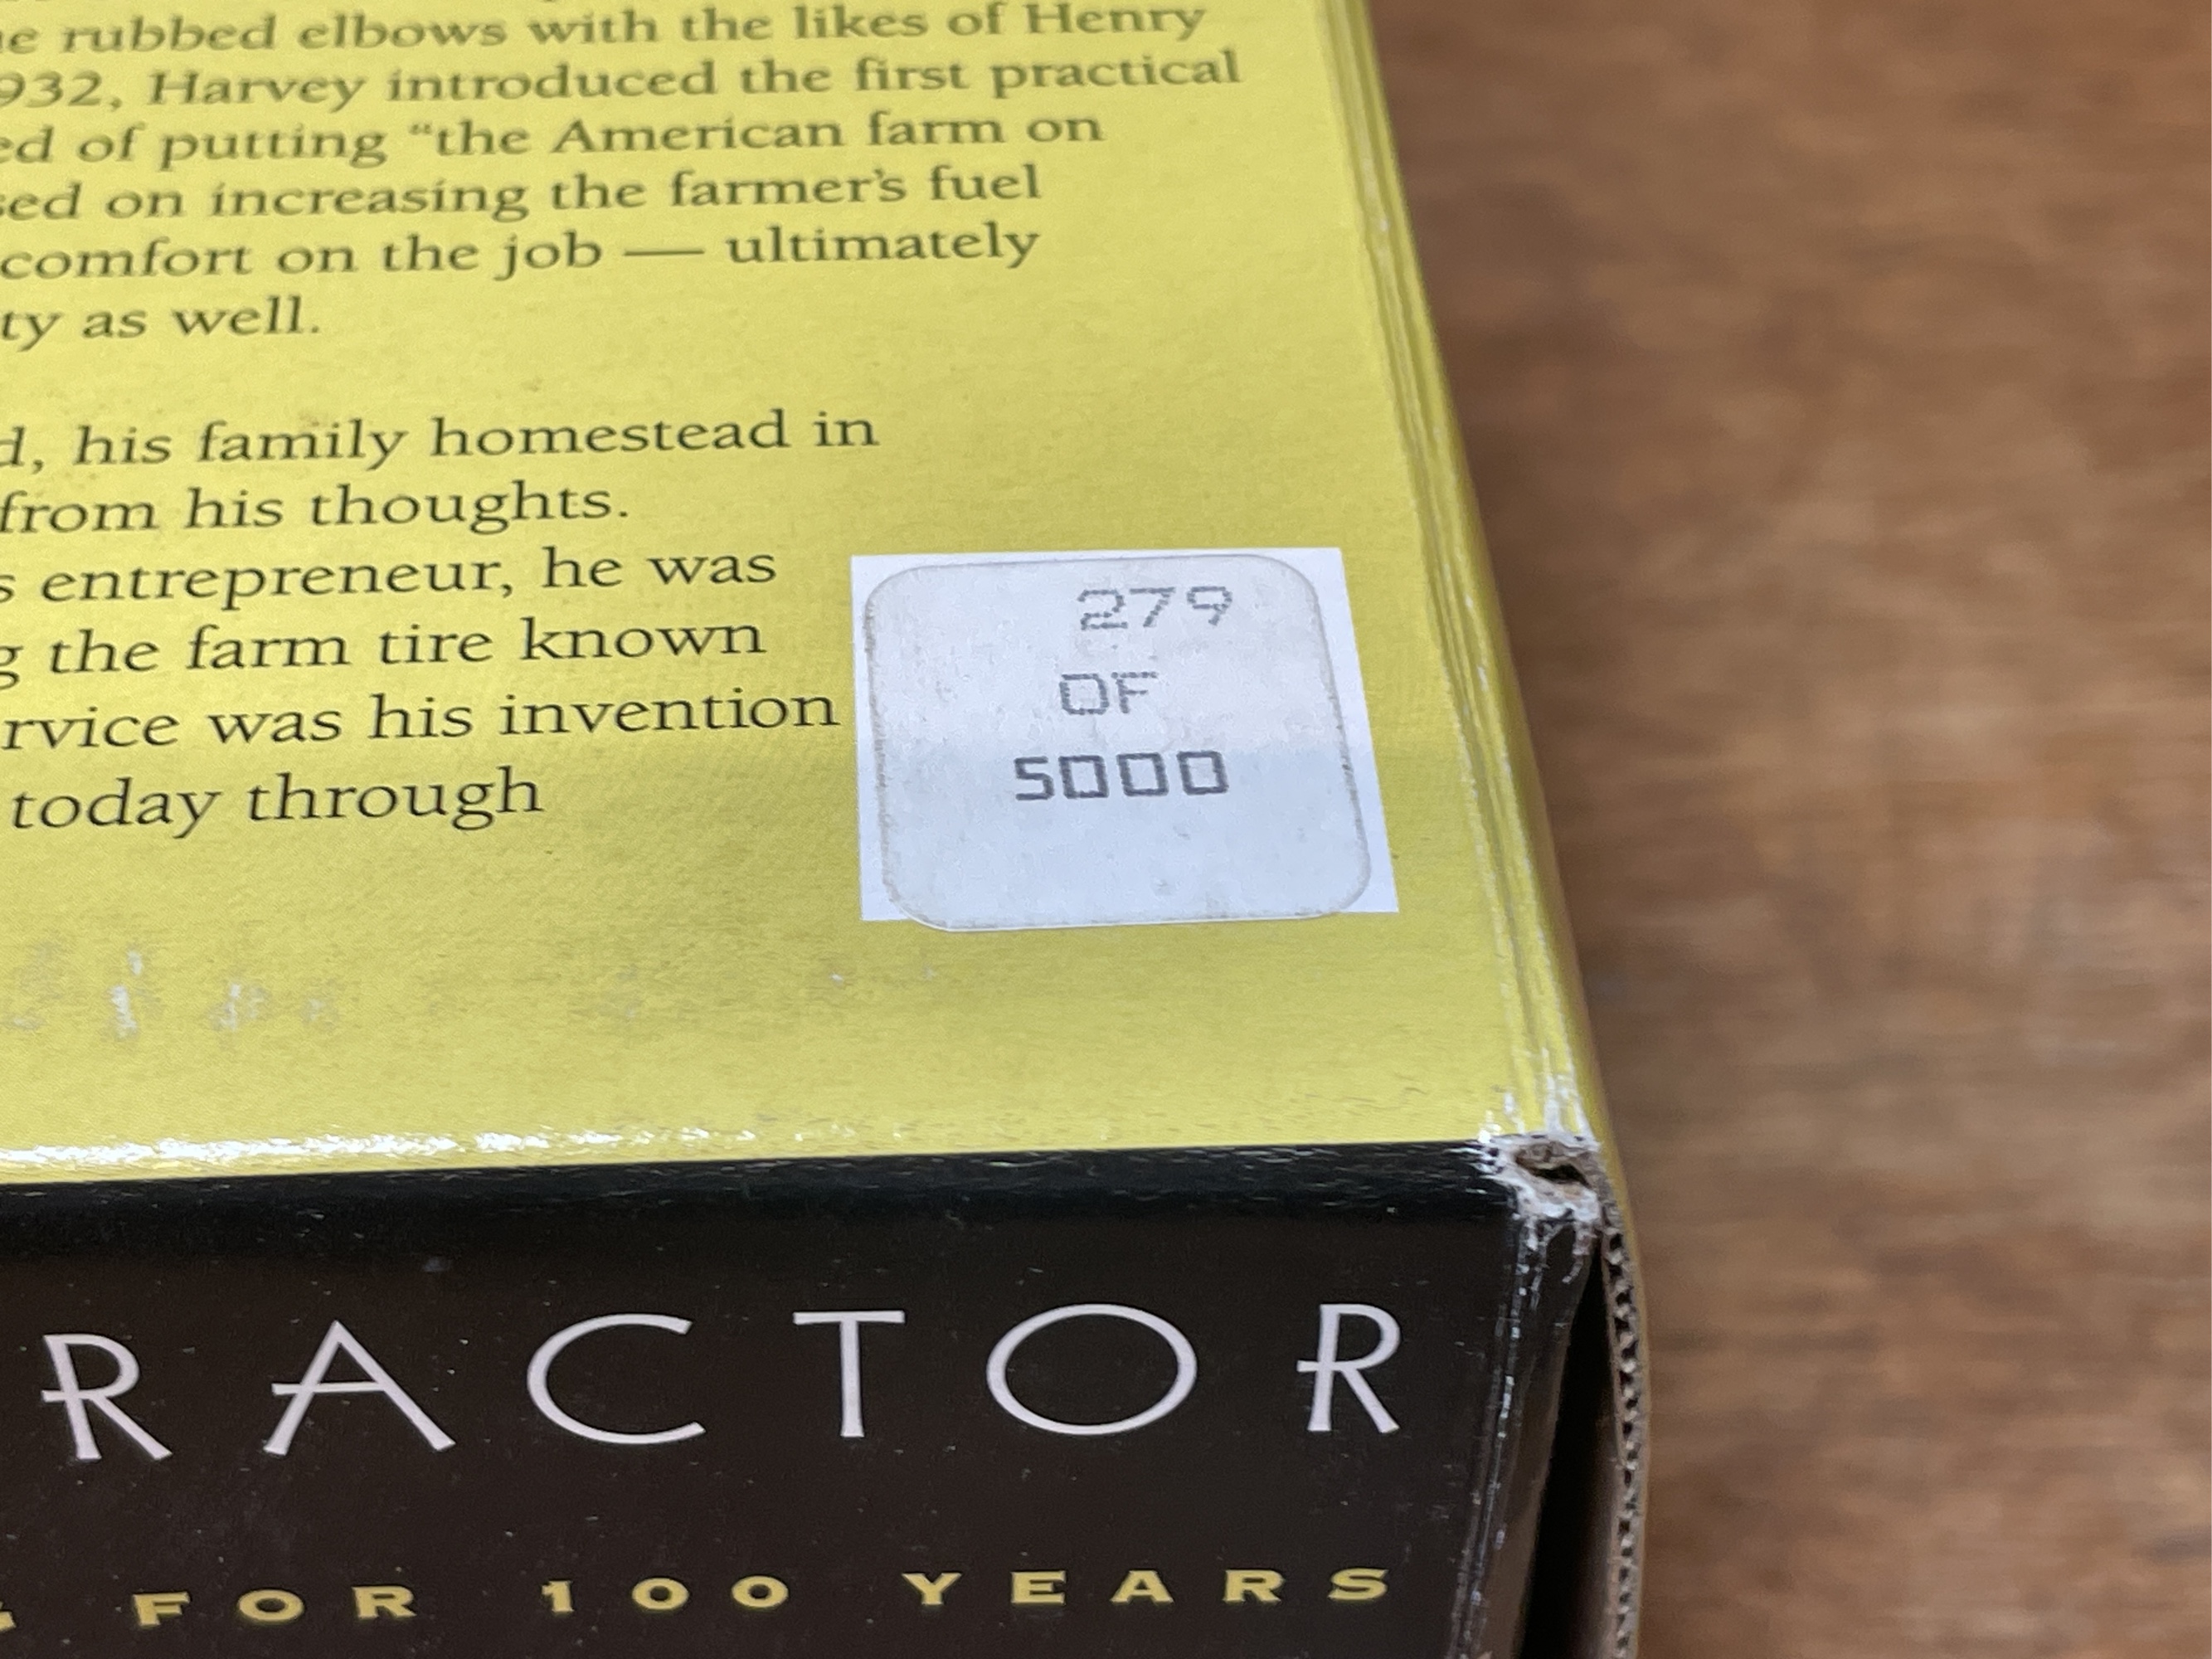 e rubbed elbows with the likes of Henry
932, Harvey introduced the first practical
ed of putting “the American farm on
sed on increasing the farmer's fuel
comfort on the job — ultimately
ty as well.
d, his family homestead in
from his thoughts.
s entrepreneur, he was
g the farm tire known
rvice was his invention
today through
279
OF
5000
RACTOR
FOR 100 YEARS